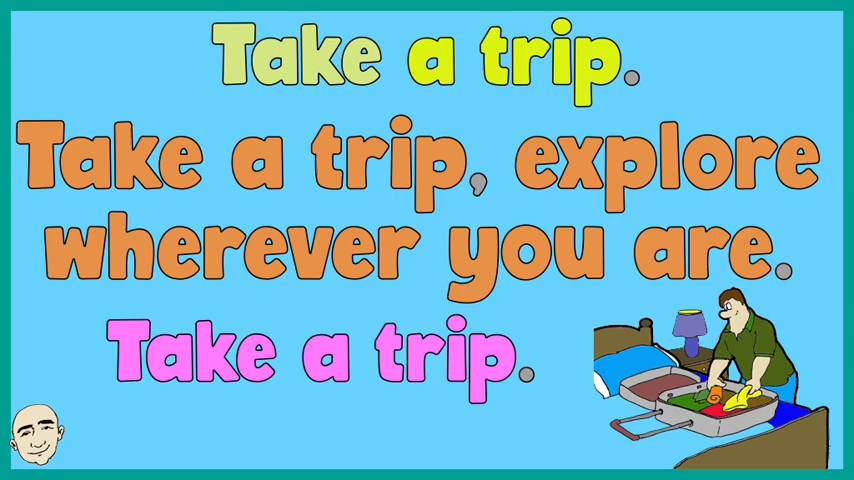 Take a trip.
Take a trip, explore
wherever you are.
Take a trip.